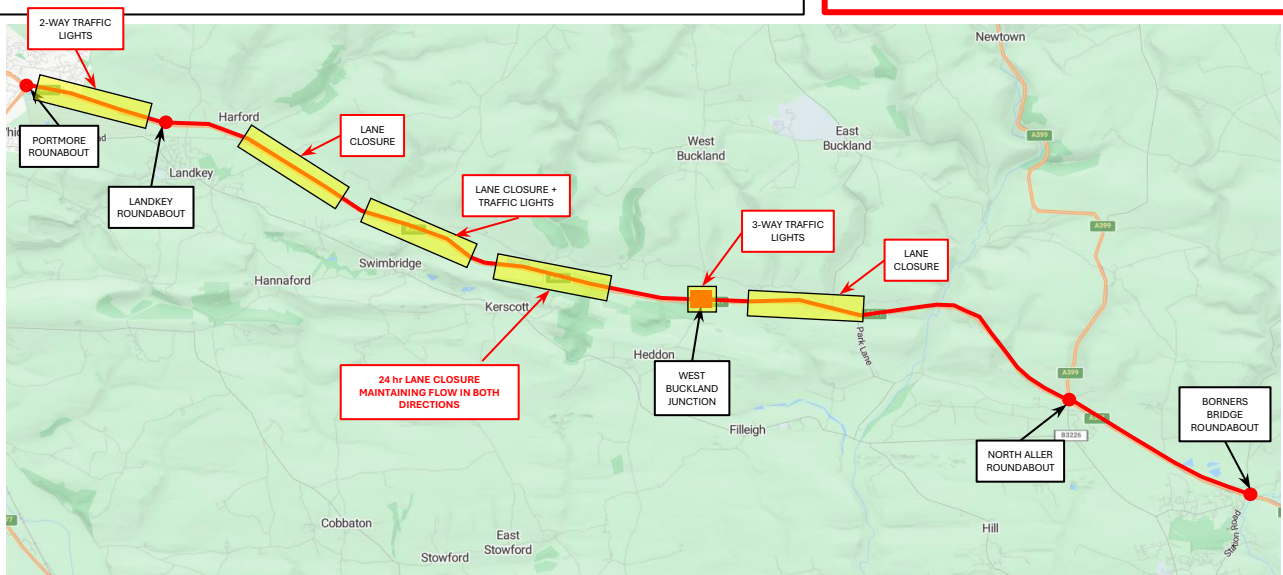 2-WAY TRAFFIC
LIGHTS
Newtown
Harford
LANE
CLOSURE
PORTMORE
ROUNABOUT
A399
West
Buckland
East
Buckland
Landkey
LANDKEY
ROUNDABOUT
LANE CLOSURE +
TRAFFIC LIGHTS
3-WAY TRAFFIC
LIGHTS
A399
LANE
CLOSURE
Swimbridge
Hannaford
Kerscott
Heddon
Park Lane
24 hr LANE CLOSURE
MAINTAINING FLOW IN BOTH
DIRECTIONS
WEST
BUCKLAND
JUNCTION
A399
BORNERS
BRIDGE
ROUNDABOUT
Filleigh
B3226
NORTH ALLER
ROUNDABOUT
Cobbaton
East
Stowford
Stowford
Hill
Station Road